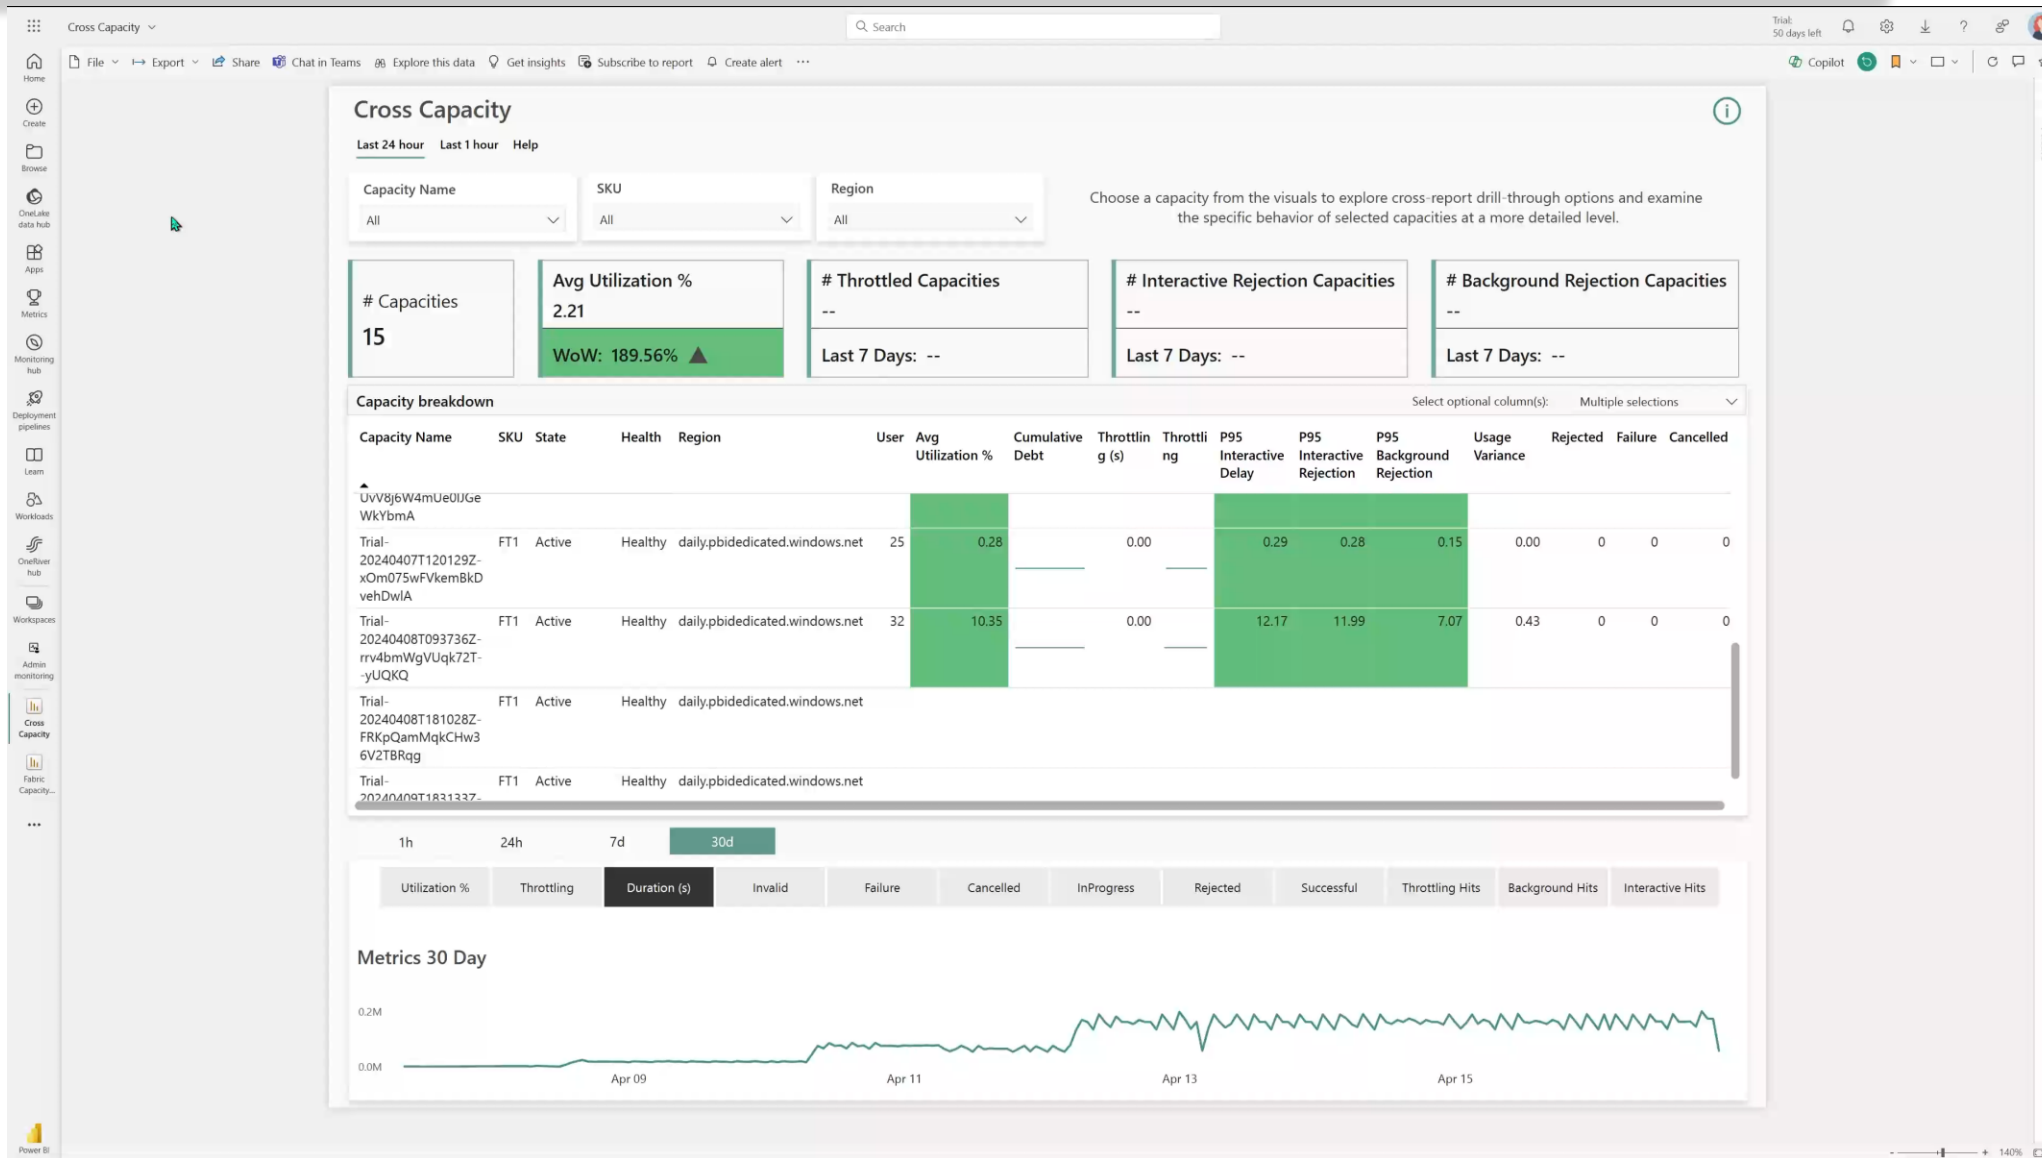 Cross Capacity
Search
Trial:
50 days left
Home
Create
Browse
OneLake
data hub
Apps
Metrics
Monitoring
hub
Deployment
pipelines
Learn
Workloads
OneRiver
hub
Workspaces
Admin
monitoring
Cross
Capacity
Fabric
Capacity...
Power BI
File
Export
Share
Chat in Teams
Explore this data
Get insights
Subscribe to report
Create alert
Copilot
Cross Capacity
Last 24 hour Last 1 hour Help
Capacity Name
All
SKU
All
Region
All
Choose a capacity from the visuals to explore cross-report drill-through options and examine
the specific behavior of selected capacities at a more detailed level.
# Capacities
15
Avg Utilization %
2.21
WoW: 189.56%
# Throttled Capacities
--
Last 7 Days: --
# Interactive Rejection Capacities
--
Last 7 Days: --
# Background Rejection Capacities
--
Last 7 Days: --
Capacity breakdown
Select optional column(s): Multiple selections
Capacity Name
SKU
State
Health
Region
User
Avg
Utilization %
Cumulative
Debt
Throttlin
g (s)
Throttli
ng
P95
Interactive
Delay
P95
Interactive
Rejection
P95
Background
Rejection
Usage
Variance
Rejected
Failure
Cancelled
WkYbmA
Trial-
20240407T120129Z-
xOm075wFVkemBkD
vehDwlA
FT1 Active Healthy daily.pbidedicated.windows.net 25 0.28 0.00 0.29 0.28 0.15 0.00 0 0 0
Trial-
20240408T093736Z-
rrv4bmWgVUqk72T-
-yUQKQ
FT1 Active Healthy daily.pbidedicated.windows.net 32 10.35 0.00 12.17 11.99 7.07 0.43 0 0 0
Trial-
20240408T181028Z-
FRKpQamMqkCHw3
6V2TBRqg
FT1 Active Healthy daily.pbidedicated.windows.net
Trial-
20240409T183133Z-
FT1 Active Healthy daily.pbidedicated.windows.net
1h 24h 7d 30d
Utilization % Throttling Duration (s) Invalid Failure Cancelled InProgress Rejected Successful Throttling Hits Background Hits Interactive Hits
Metrics 30 Day
0.2M
0.0M
Apr 09 Apr 11 Apr 13 Apr 15
140%